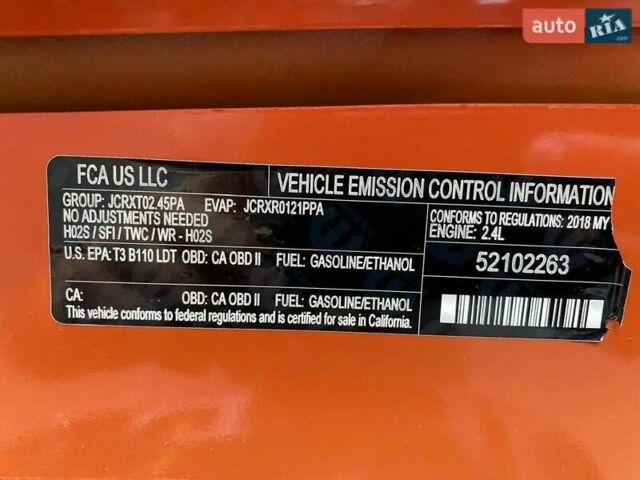 auto RIA
.com
FCA US LLC
VEHICLE EMISSION CONTROL INFORMATION
GROUP: JCRXT02.45PA EVAP: JCRXR0121PPA
NO ADJUSTMENTS NEEDED
H02S / SFI / TWC / WR - H02S
CONFORMS TO REGULATIONS: 2018 MY
ENGINE: 2.4L
U.S. EPA: T3 B110 LDT OBD: CA OBD II FUEL: GASOLINE/ETHANOL
52102263
CA: OBD: CA OBD II FUEL: GASOLINE/ETHANOL
This vehicle conforms to federal regulations and is certified for sale in California.